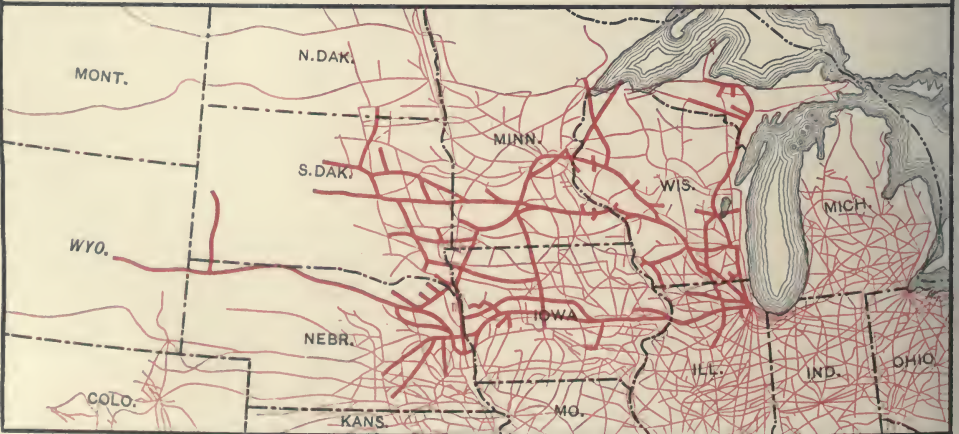 MONT.
N.DAK.
MINN.
S.DAK.
WIS.
MICH.
WYO.
NEBR.
IOWA
ILL.
IND.
OHIO.
COLO.
KANS.
MO.